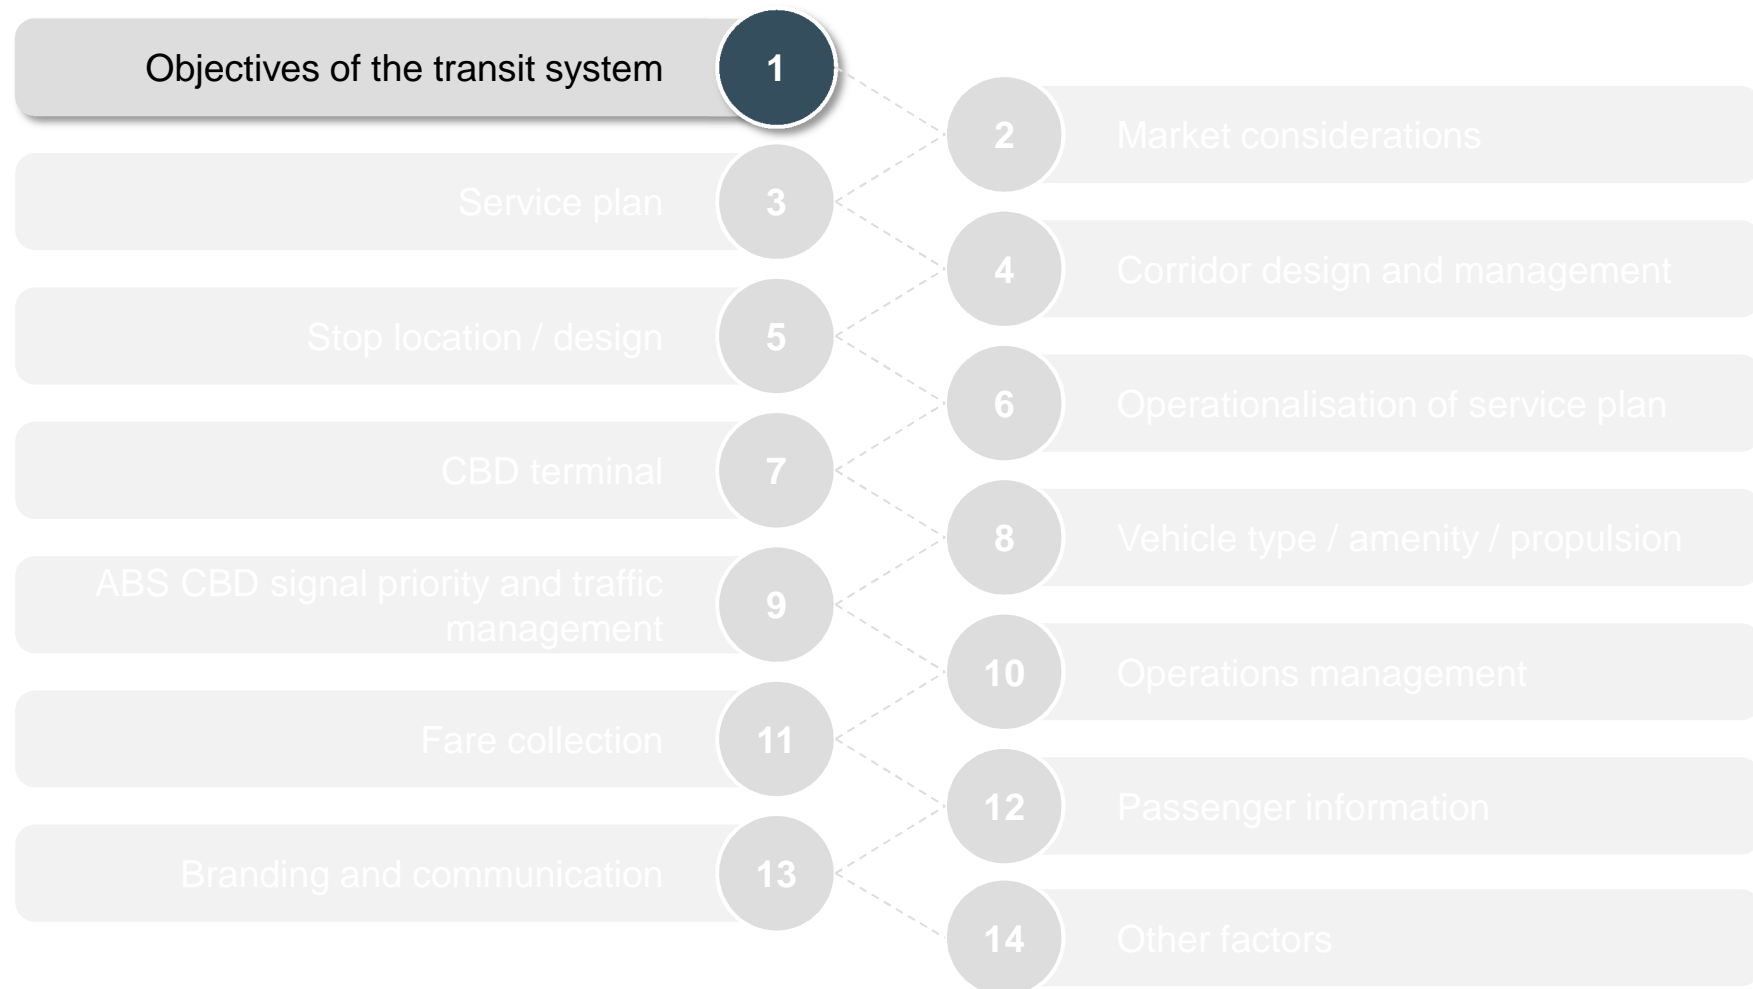 Objectives of the transit system
1
2
Market considerations
Service plan
3
4
Corridor design and management
Stop location / design
5
6
Operationalisation of service plan
CBD terminal
7
8
Vehicle type / amenity / propulsion
ABS CBD signal priority and traffic
management
9
10
Operations management
Fare collection
11
12
Passenger information
Branding and communication
13
14
Other factors